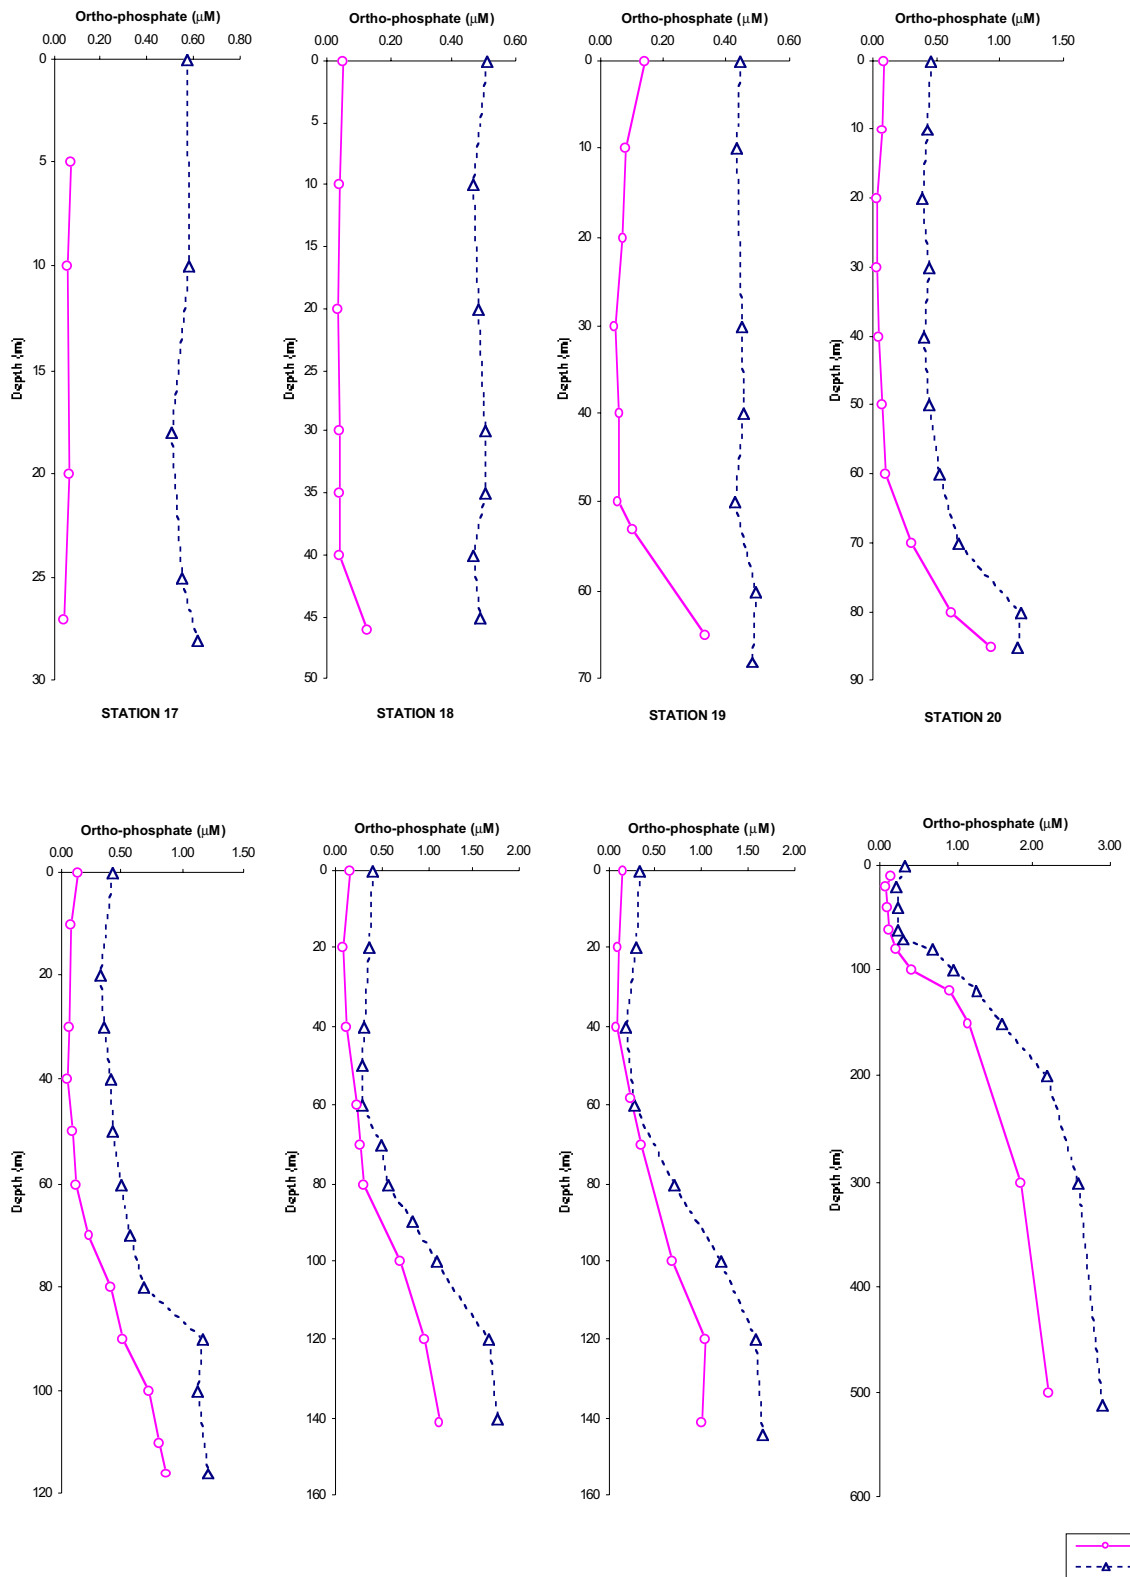 Ortho-phosphate (μM)
0.00 0.20 0.40 0.60 0.80
0
5
10
15
20
25
30
Depth (m)
STATION 17
Ortho-phosphate (μM)
0.00 0.20 0.40 0.60
0
5
10
15
20
25
30
35
40
45
50
Depth (m)
STATION 18
Ortho-phosphate (μM)
0.00 0.20 0.40 0.60
0
10
20
30
40
50
60
70
Depth (m)
STATION 19
Ortho-phosphate (μM)
0.00 0.50 1.00 1.50
0
10
20
30
40
50
60
70
80
90
Depth (m)
STATION 20
Ortho-phosphate (μM)
0.00 0.50 1.00 1.50
0
20
40
60
80
100
120
Depth (m)
Ortho-phosphate (μM)
0.00 0.50 1.00 1.50 2.00
0
20
40
60
80
100
120
140
160
Depth (m)
Ortho-phosphate (μM)
0.00 0.50 1.00 1.50 2.00
0
20
40
60
80
100
120
140
160
Depth (m)
Ortho-phosphate (μM)
0.00 1.00 2.00 3.00
0
100
200
300
400
500
600
Depth (m)